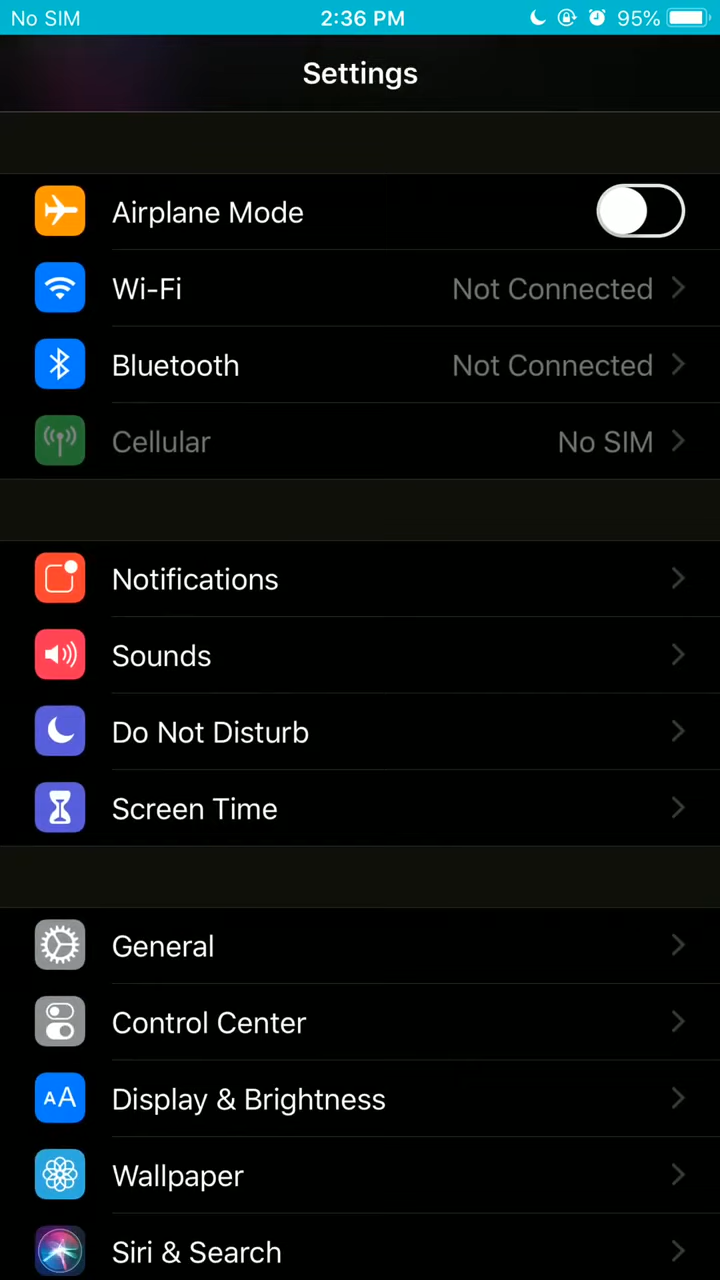 No SIM 2:36 PM 95%
Settings
Airplane Mode
Wi-Fi Not Connected
Bluetooth Not Connected
Cellular No SIM
Notifications
Sounds
Do Not Disturb
Screen Time
General
Control Center
AA Display & Brightness
Wallpaper
Siri & Search